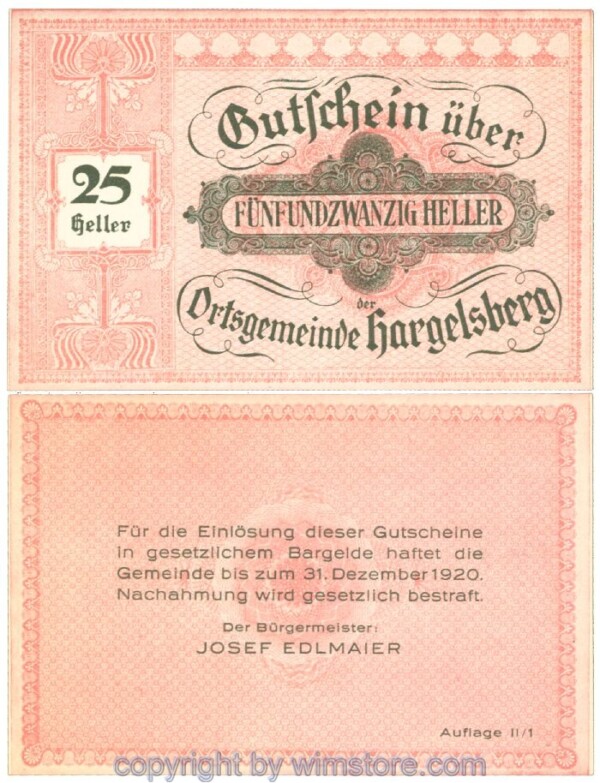 Gutschein über
25
Heller
FÜNFUNDZWANZIG HELLER
der
Ortsgemeinde Hargelsberg
Für die Einlösung dieser Gutscheine
in gesetzlichem Bargelde haftet die
Gemeinde bis zum 31. Dezember 1920.
Nachahmung wird gesetzlich bestraft.
Der Bürgermeister:
JOSEF EDLMAIER
Auflage II/1
copyright by wimstore.com